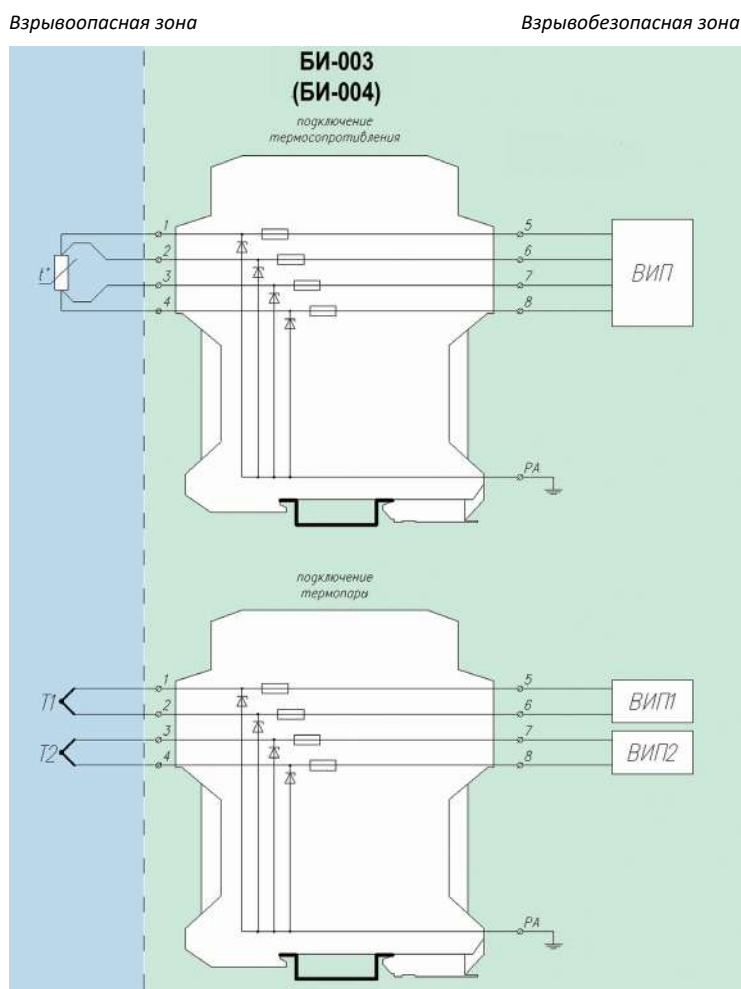 Взрывоопасная зона Взрывобезопасная зона
БИ-003
(БИ-004)
подключение
термосопротивления
1 5
2 6
t° 3 7 ВИП
4 8
PA
подключение
термопары
1 5
T1 2 6 ВИП1
3 7
T2 4 8 ВИП2
PA